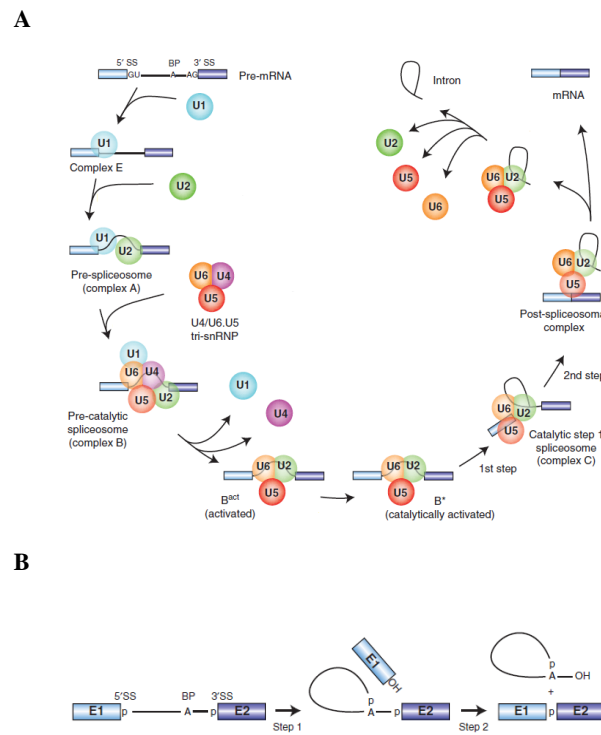 A
5′ SS BP 3′ SS
GU A AG
Pre-mRNA
U1
U1
Complex E
U2
U1
U2
Pre-spliceosome
(complex A)
U6 U4
U5
U4/U6.U5
tri-snRNP
U1
U6 U4
U5 U2
Pre-catalytic
spliceosome
(complex B)
U1
U4
U6 U2
U5
Bact
(activated)
U6 U2
U5
B*
(catalytically activated)
1st step
U6 U2
U5
Catalytic step 1
spliceosome
(complex C)
2nd step
U6 U2
U5
Post-spliceosomal
complex
mRNA
U6 U2
U5
Intron
U2
U5
U6
B
5′SS BP 3′SS
E1 p A p E2
Step 1
E1
OH
p
A p E2
Step 2
p
A OH
+
E1 p E2